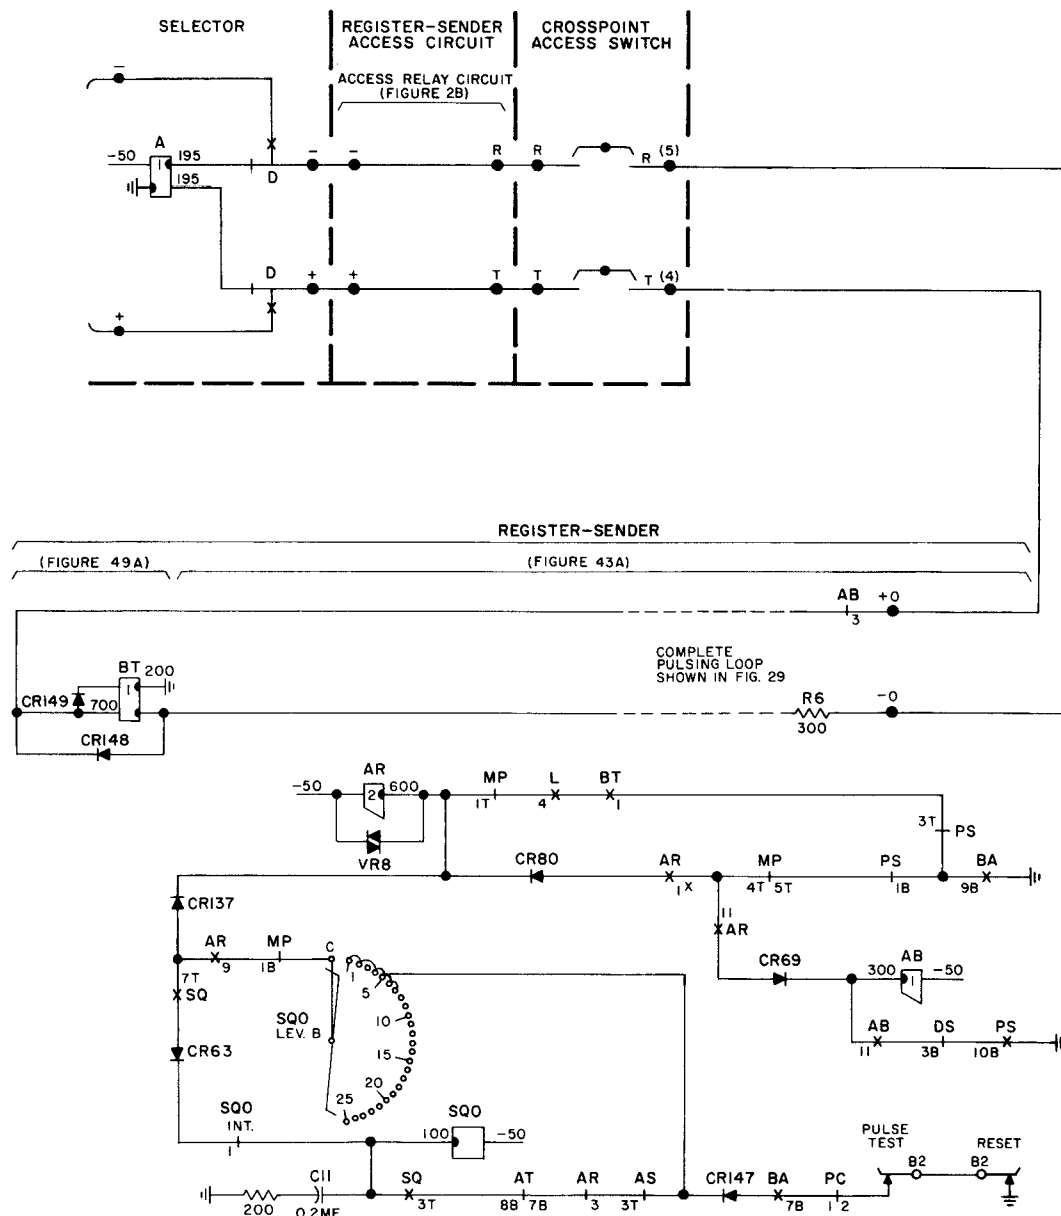 SELECTOR
REGISTER-SENDER
ACCESS CIRCUIT
CROSSPOINT
ACCESS SWITCH
ACCESS RELAY CIRCUIT
(FIGURE 2B)
−
A
-50
195
195
D
−
−
R
R
R (5)
D
+
+
T
T
T (4)
+
REGISTER-SENDER
(FIGURE 49A)
(FIGURE 43A)
AB
3
+0
COMPLETE
PULSING LOOP
SHOWN IN FIG. 29
BT
200
1
CR149
700
R6
300
-0
CR148
-50
AR
2
600
MP
1T
L
4
BT
1
VR8
3T
PS
CR80
AR
1X
MP
4T 5T
PS
1B
BA
9B
CR137
11
AR
AR
9
MP
1B
C
1
5
10
15
20
25
7T
SQ
SQ0
LEV. B
CR69
300
AB
1
-50
CR63
AB
11
DS
3B
PS
10B
SQ0
INT.
1
100
SQ0
-50
PULSE
TEST
RESET
B2
B2
200
C11
0.2MF
SQ
3T
AT
8B 7B
AR
3
AS
3T
CR147
BA
7B
PC
1 2